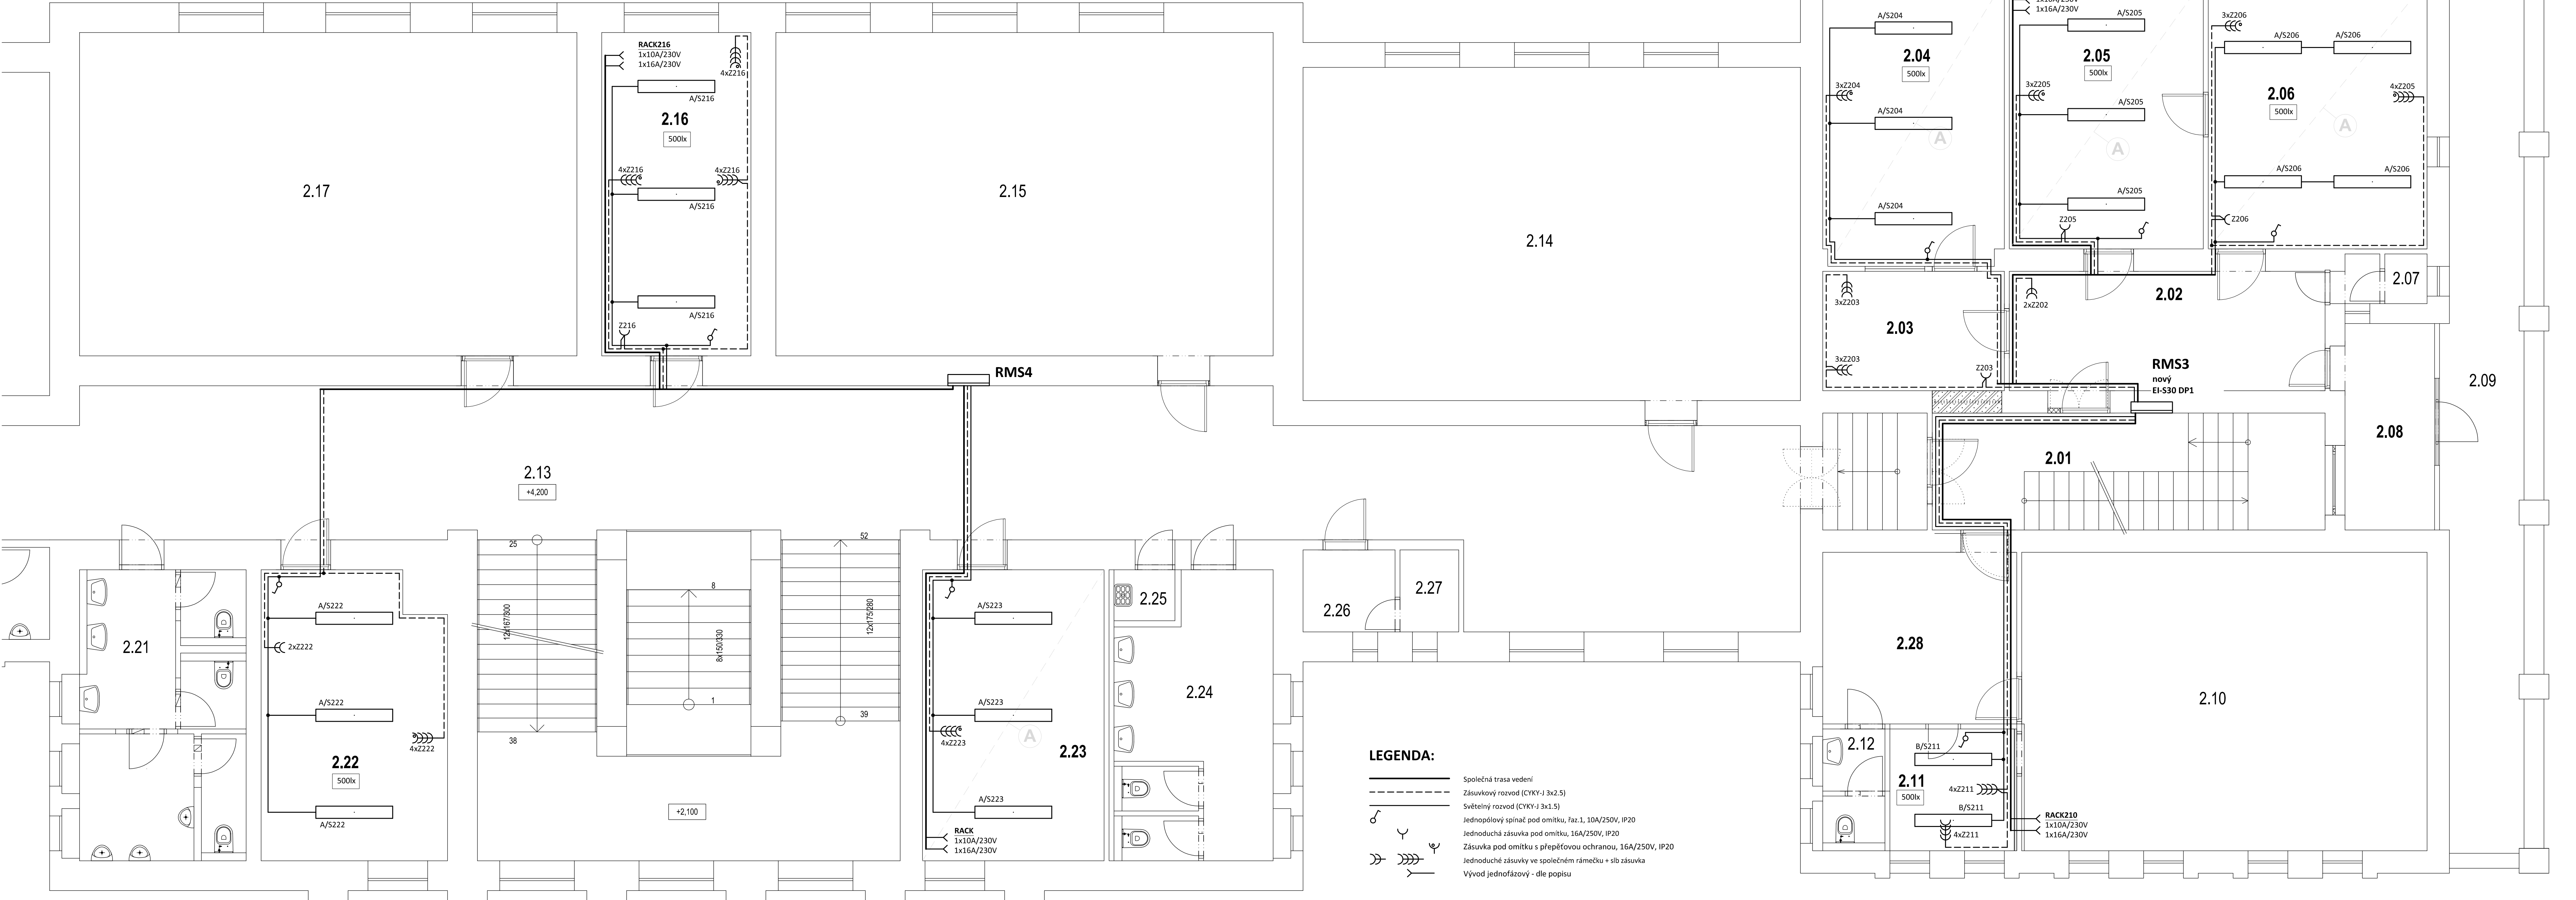 RACK216
1x10A/230V
1x16A/230V
4xZ216
A/S216
2.16
500lx
4xZ216
4xZ216
A/S216
A/S216
Z216
2.17
2.15
2.14
RMS4
A/S204
2.04
500lx
3xZ204
A/S204
A/S204
1x16A/230V
A/S205
2.05
500lx
3xZ205
A/S205
A/S205
Z205
3xZ206
A/S206
A/S206
2.06
500lx
4xZ205
A/S206
A/S206
Z206
2.07
3xZ203
2.03
3xZ203
Z203
2xZ202
2.02
RMS3
nový
EI-S30 DP1
2.09
2.08
2.01
2.13
+4,200
25
52
8
12x167/300
8x150/330
12x175/280
1
39
38
+2,100
2.21
A/S222
2xZ222
A/S222
4xZ222
2.22
500lx
A/S222
A/S223
A/S223
4xZ223
A
2.23
A/S223
RACK
1x10A/230V
1x16A/230V
2.25
2.24
2.26
2.27
A
A
A
2.28
2.10
2.12
B/S211
2.11
500lx
4xZ211
B/S211
4xZ211
RACK210
1x10A/230V
1x16A/230V
LEGENDA:
Společná trasa vedení
Zásuvkový rozvod (CYKY-J 3x2.5)
Světelný rozvod (CYKY-J 3x1.5)
Jednopólový spínač pod omítku, řaz.1, 10A/250V, IP20
Jednoduchá zásuvka pod omítku, 16A/250V, IP20
Zásuvka pod omítku s přepěťovou ochranou, 16A/250V, IP20
Jednoduché zásuvky ve společném rámečku + slb zásuvka
Vývod jednofázový - dle popisu